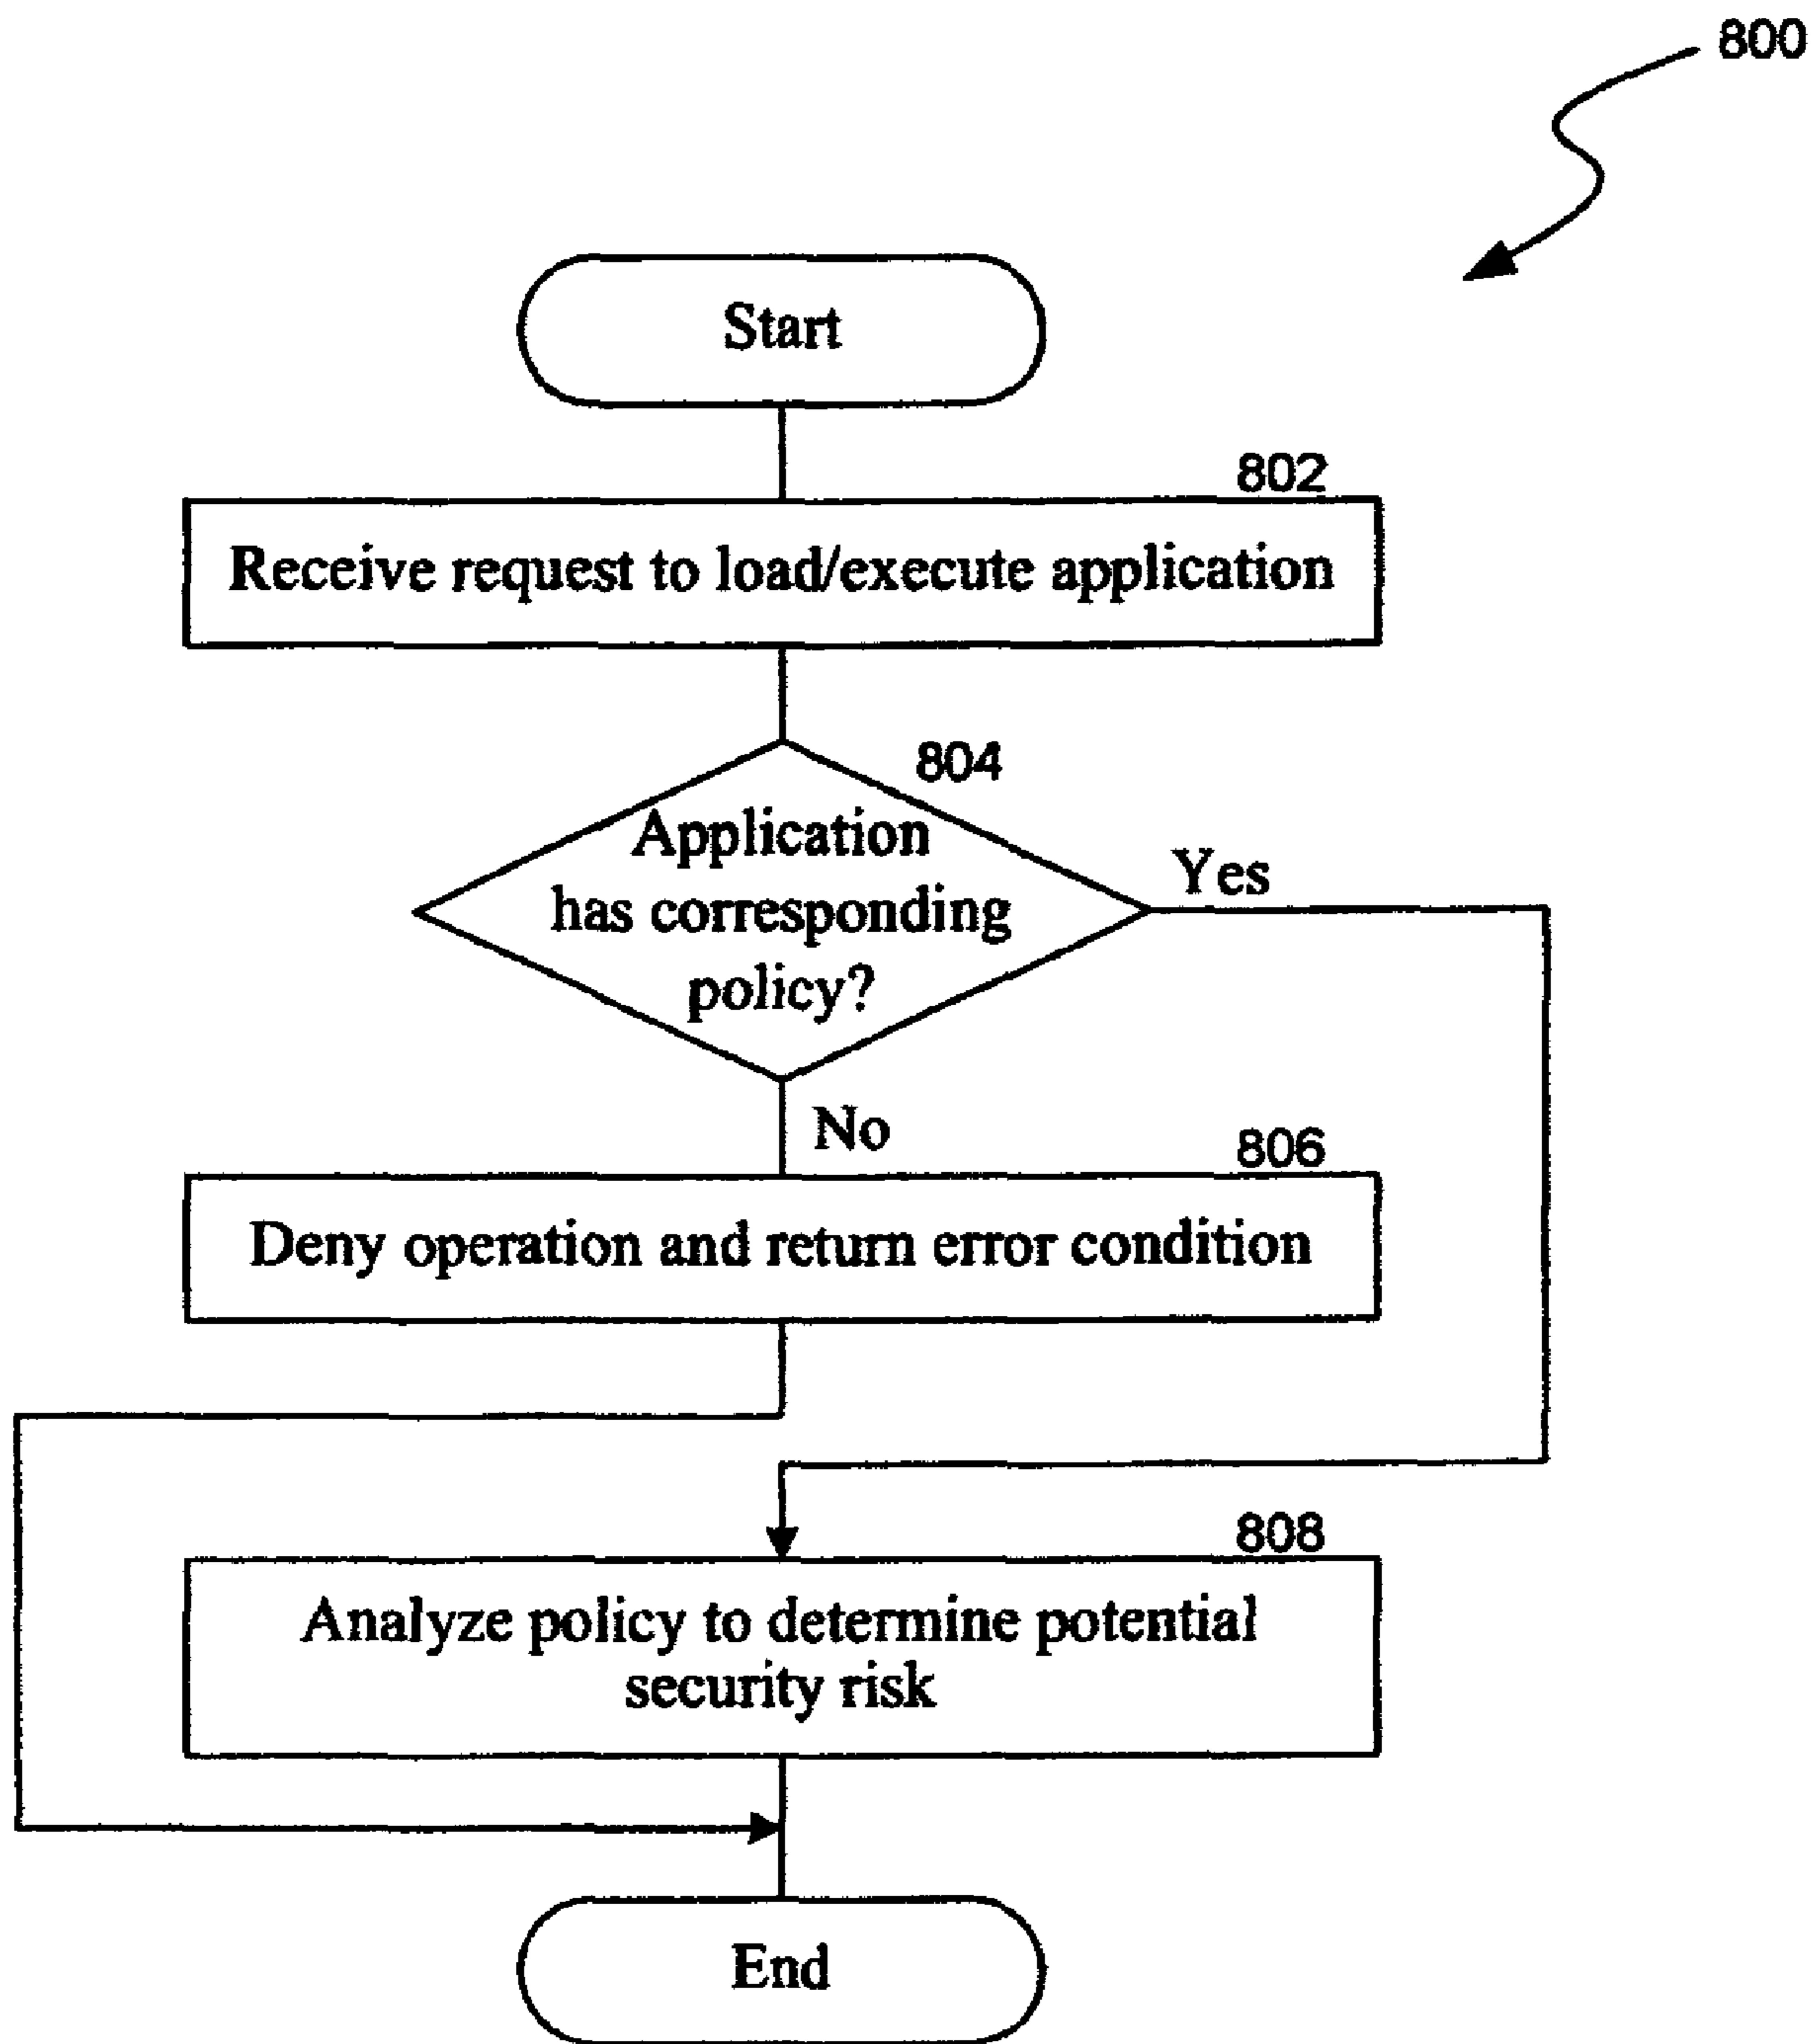 800
Start
802
Receive request to load/execute application
804
Application
has corresponding
policy?
Yes
No
806
Deny operation and return error condition
808
Analyze policy to determine potential
security risk
End